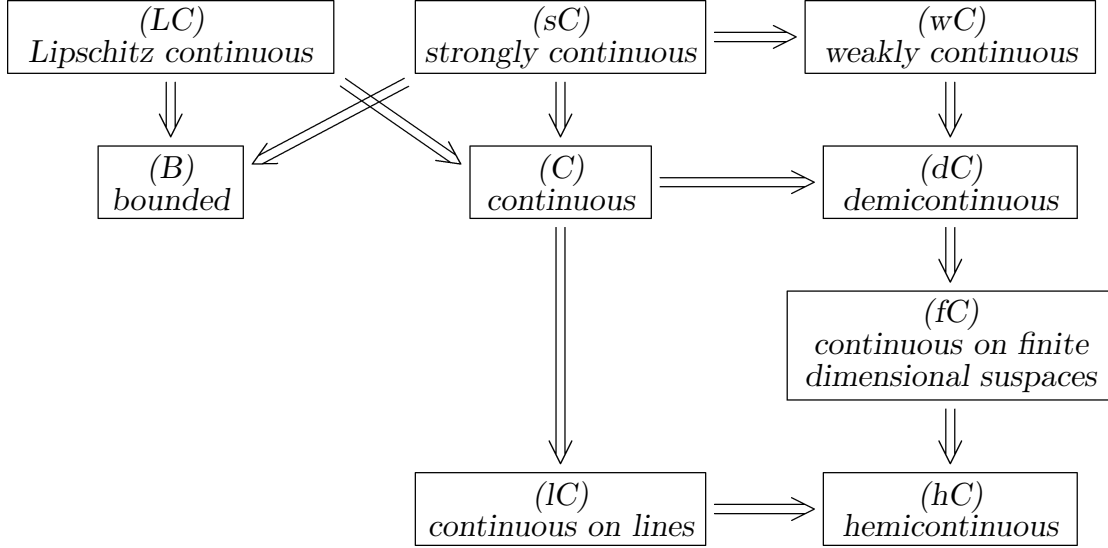 (LC)
Lipschitz continuous
(sC)
strongly continuous
(wC)
weakly continuous
(B)
bounded
(C)
continuous
(dC)
demicontinuous
(fC)
continuous on finite
dimensional suspaces
(lC)
continuous on lines
(hC)
hemicontinuous